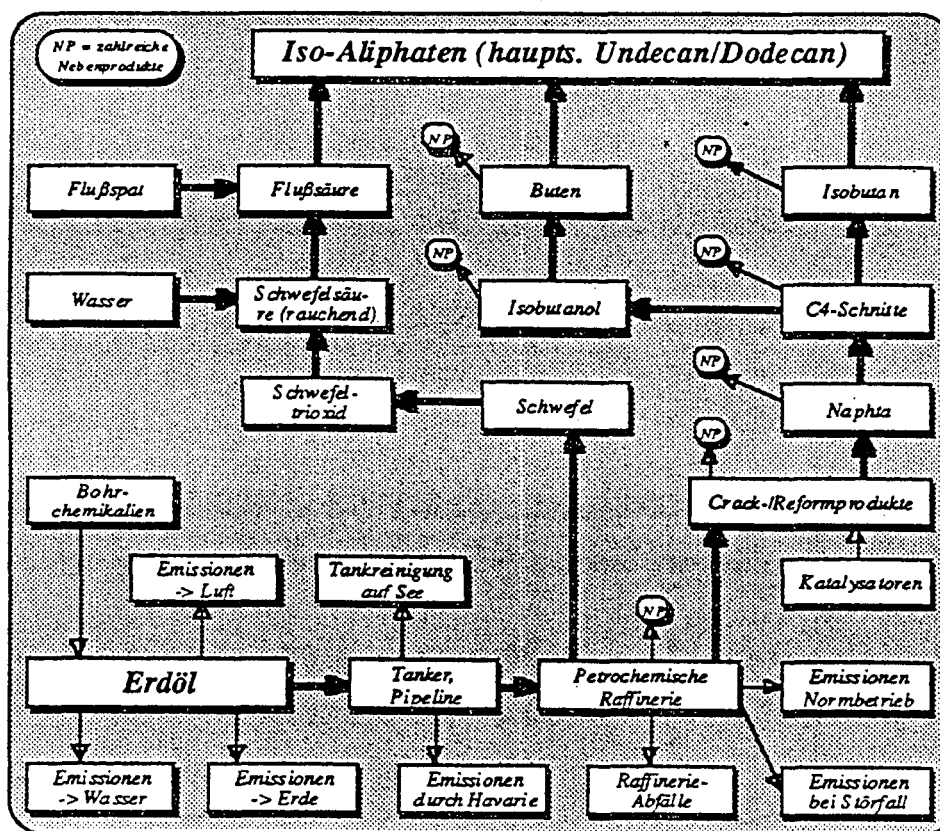 NP = zahlreiche
Nebenprodukte
Iso-Aliphaten (haupts. Undecan/Dodecan)
NP
NP
Flußspat
Flußsäure
Buten
Isobutan
NP
NP
Wasser
Schwefelsäu-
re (rauchend)
Isobutanol
C4-Schnitte
NP
Schwefel-
trioxid
Schwefel
Naphta
NP
Bohr-
chemikalien
Crack-/Reformprodukte
Emissionen
-> Luft
Tankreinigung
auf See
Katalysatoren
NP
Erdöl
Tanker,
Pipeline
Petrochemische
Raffinerie
Emissionen
Normbetrieb
Emissionen
-> Wasser
Emissionen
-> Erde
Emissionen
durch Havarie
Raffinerie-
Abfälle
Emissionen
bei Störfall